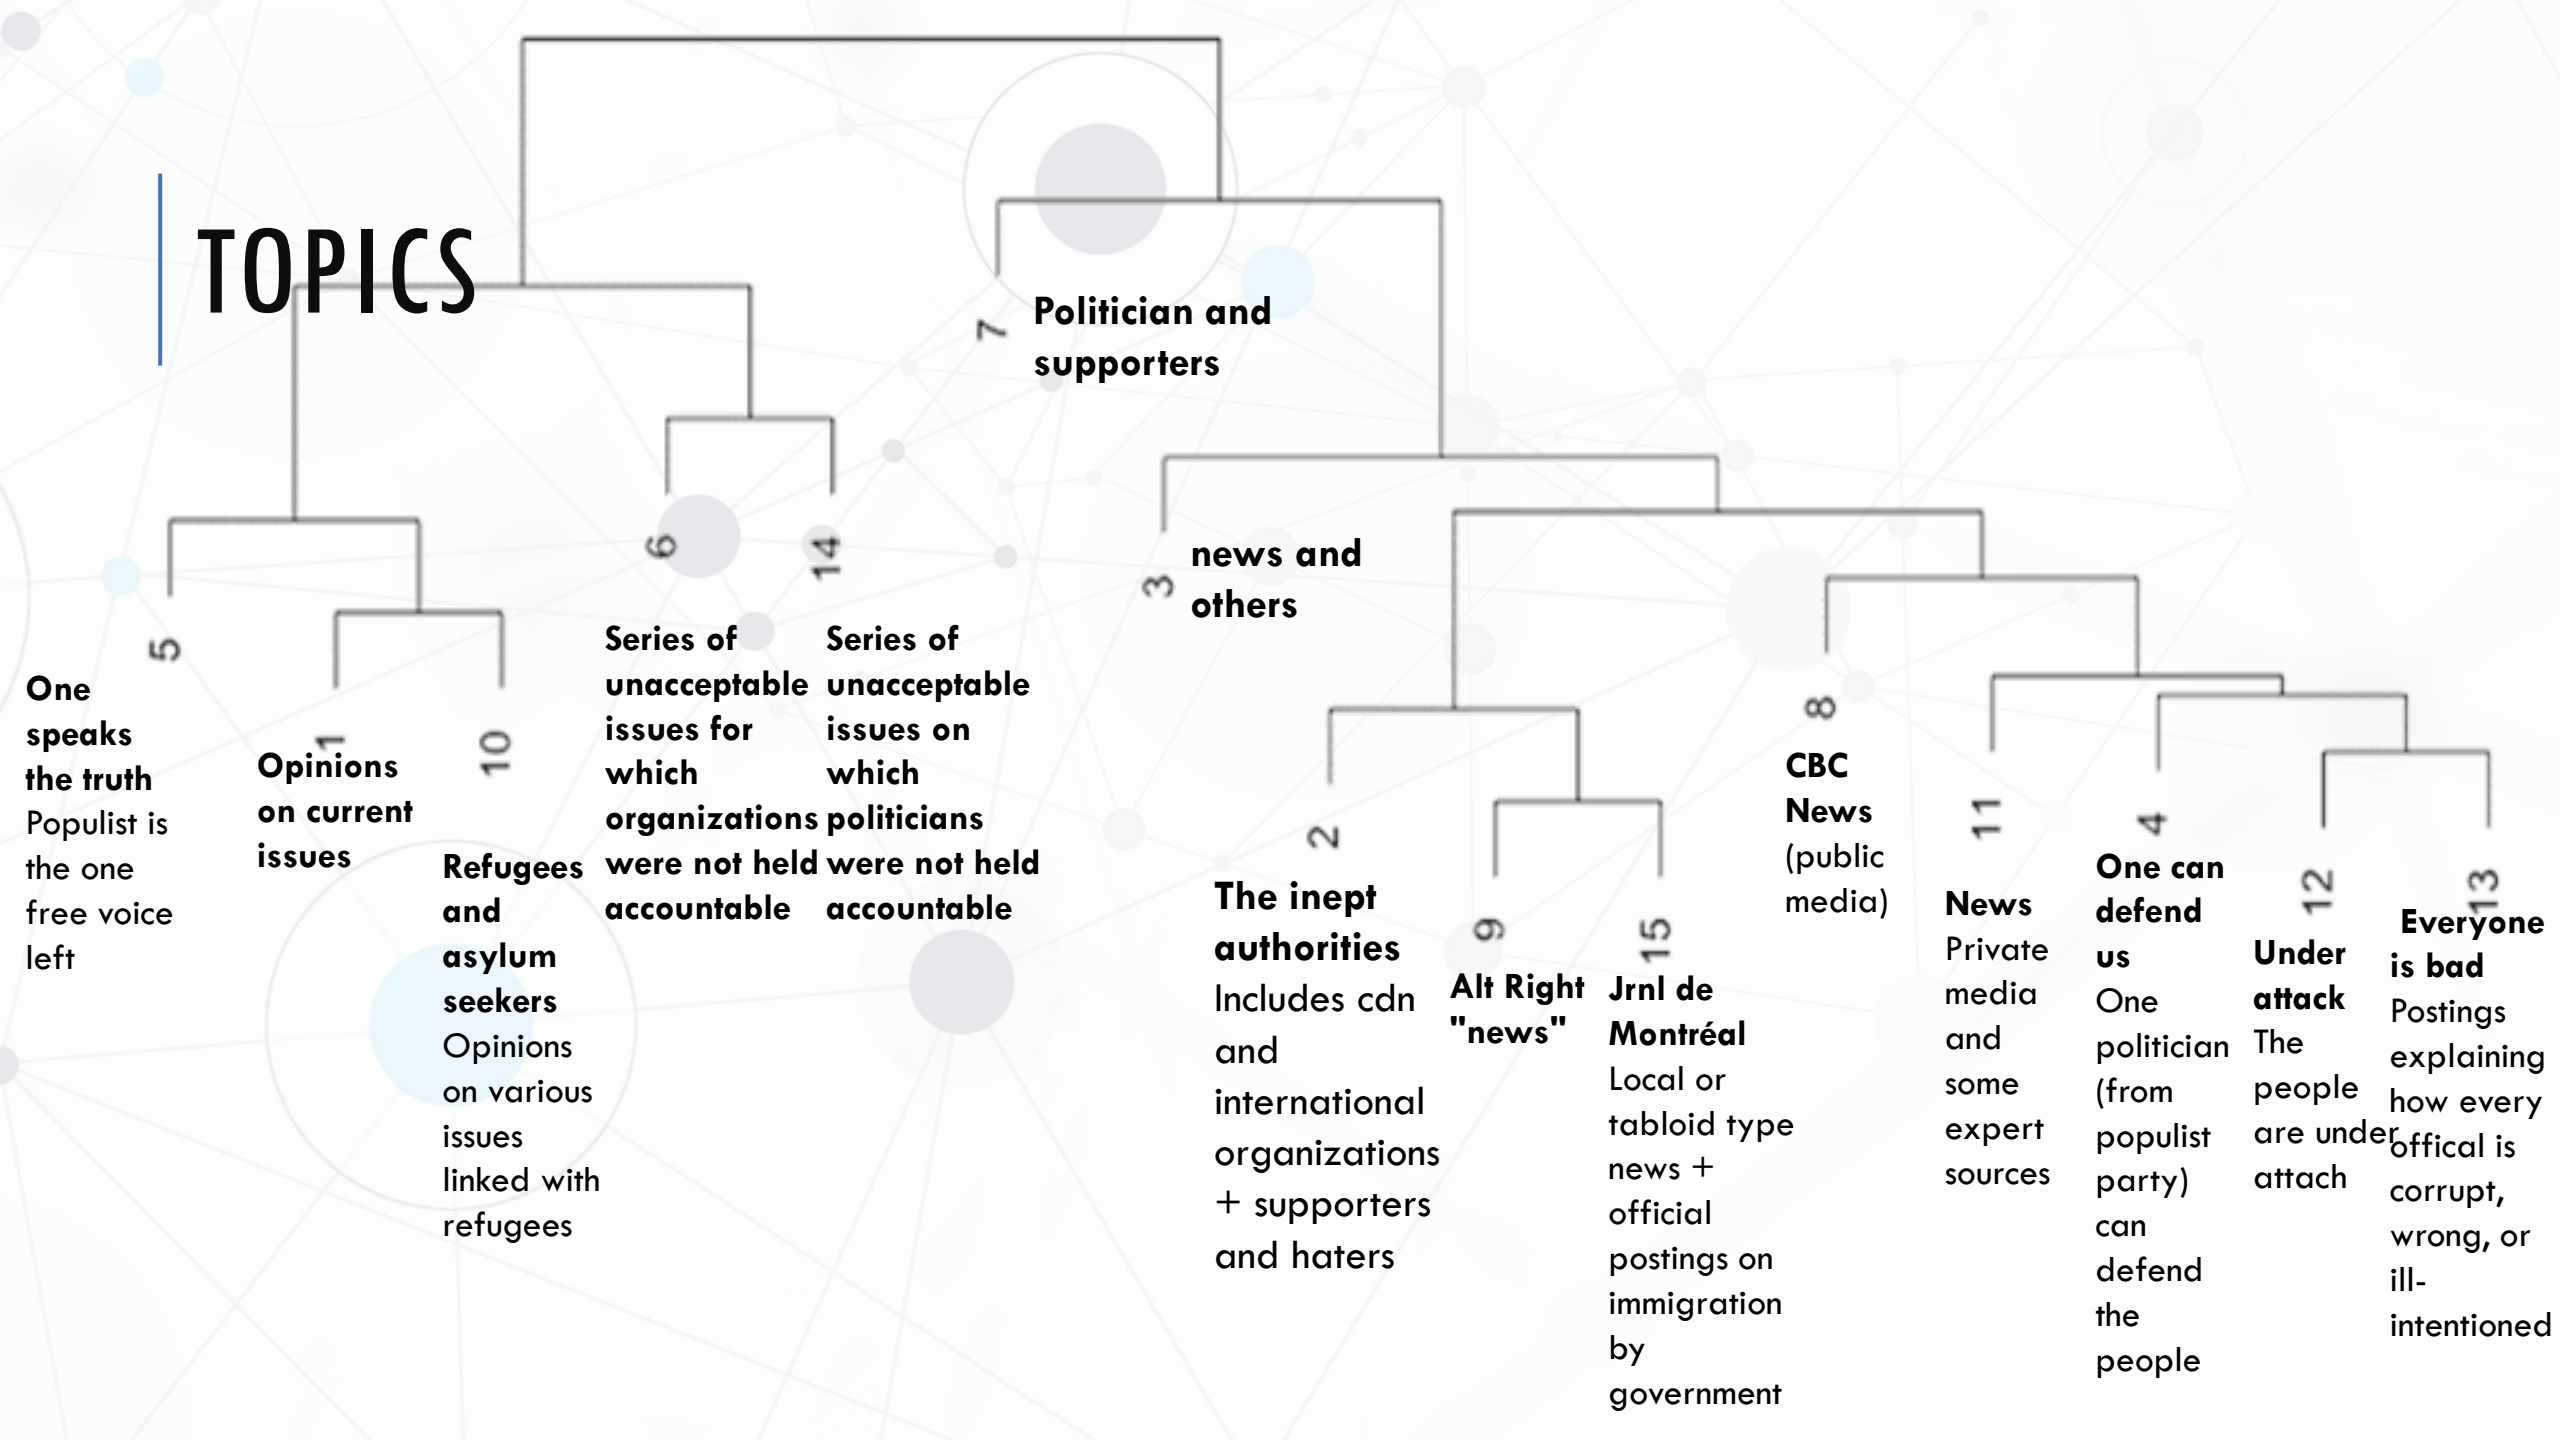 TOPICS
7
Politician and
supporters
5
One
speaks
the truth
Populist is
the one
free voice
left
1
Opinions
on current
issues
10
Refugees
and
asylum
seekers
Opinions
on various
issues
linked with
refugees
6
Series of
unacceptable
issues for
which
organizations
were not held
accountable
14
Series of
unacceptable
issues on
which
politicians
were not held
accountable
3
news and
others
2
The inept
authorities
Includes cdn
and
international
organizations
+ supporters
and haters
9
Alt Right
"news"
15
Jrnl de
Montréal
Local or
tabloid type
news +
official
postings on
immigration
by
government
8
CBC
News
(public
media)
11
News
Private
media
and
some
expert
sources
4
One can
defend
us
One
politician
(from
populist
party)
can
defend
the
people
12
Under
attack
The
people
are under
attach
13
Everyone
is bad
Postings
explaining
how every
offical is
corrupt,
wrong, or
ill-
intentioned